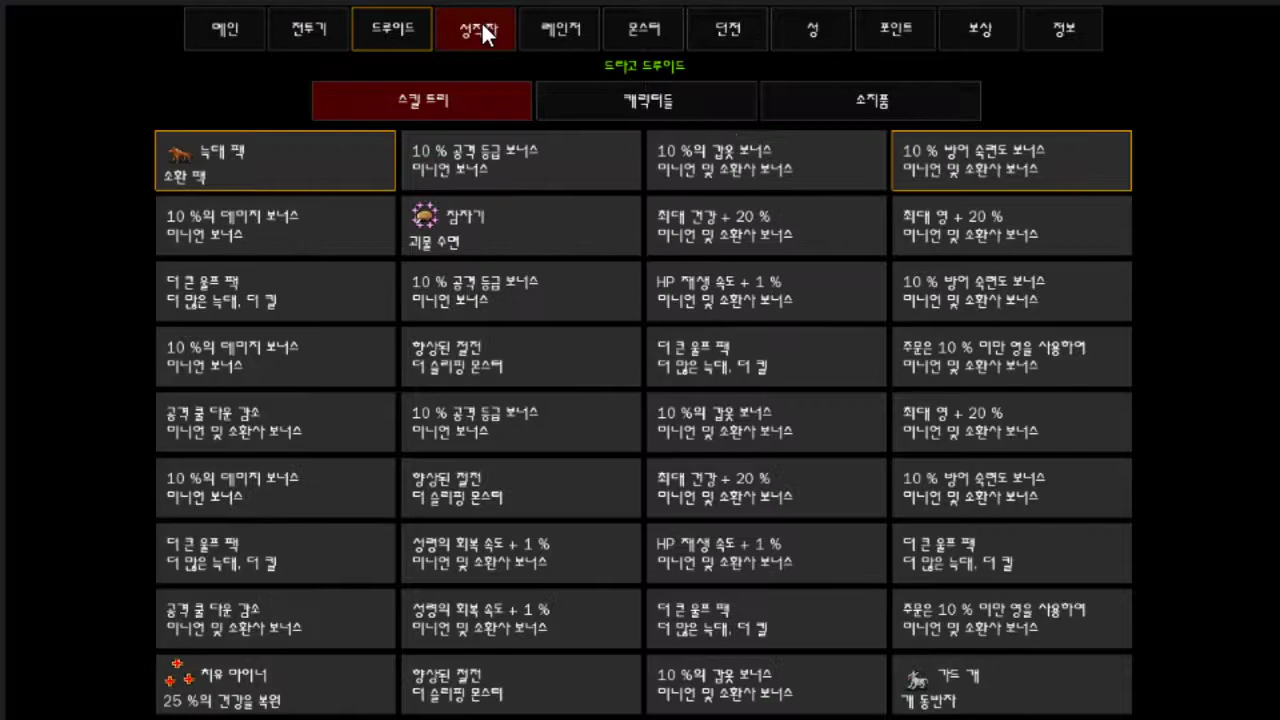 메인 전투기 드루이드 성직자 레인저 몬스터 던전 성 포인트 보상 정보
드라고 드루이드
스킬 트리 캐릭터들 소지품
늑대 팩
소환 팩
10 % 공격 등급 보너스
미니언 보너스
10 %의 갑옷 보너스
미니언 및 소환사 보너스
10 % 방어 숙련도 보너스
미니언 및 소환사 보너스
10 %의 데미지 보너스
미니언 보너스
잠자기
괴물 수면
최대 건강 + 20 %
미니언 및 소환사 보너스
최대 영 + 20 %
미니언 및 소환사 보너스
더 큰 울프 팩
더 많은 늑대, 더 킬
10 % 공격 등급 보너스
미니언 보너스
HP 재생 속도 + 1 %
미니언 및 소환사 보너스
10 % 방어 숙련도 보너스
미니언 및 소환사 보너스
10 %의 데미지 보너스
미니언 보너스
향상된 절전
더 슬리핑 몬스터
더 큰 울프 팩
더 많은 늑대, 더 킬
주문은 10 % 미만 영을 사용하여
미니언 및 소환사 보너스
공격 쿨 다운 감소
미니언 및 소환사 보너스
10 % 공격 등급 보너스
미니언 보너스
10 %의 갑옷 보너스
미니언 및 소환사 보너스
최대 영 + 20 %
미니언 및 소환사 보너스
10 %의 데미지 보너스
미니언 보너스
향상된 절전
더 슬리핑 몬스터
최대 건강 + 20 %
미니언 및 소환사 보너스
10 % 방어 숙련도 보너스
미니언 및 소환사 보너스
더 큰 울프 팩
더 많은 늑대, 더 킬
성령의 회복 속도 + 1 %
미니언 및 소환사 보너스
HP 재생 속도 + 1 %
미니언 및 소환사 보너스
더 큰 울프 팩
더 많은 늑대, 더 킬
공격 쿨 다운 감소
미니언 및 소환사 보너스
성령의 회복 속도 + 1 %
미니언 및 소환사 보너스
더 큰 울프 팩
더 많은 늑대, 더 킬
주문은 10 % 미만 영을 사용하여
미니언 및 소환사 보너스
치유 마이너
25 %의 건강을 복원
향상된 절전
더 슬리핑 몬스터
10 %의 갑옷 보너스
미니언 및 소환사 보너스
가드 개
개 동반자